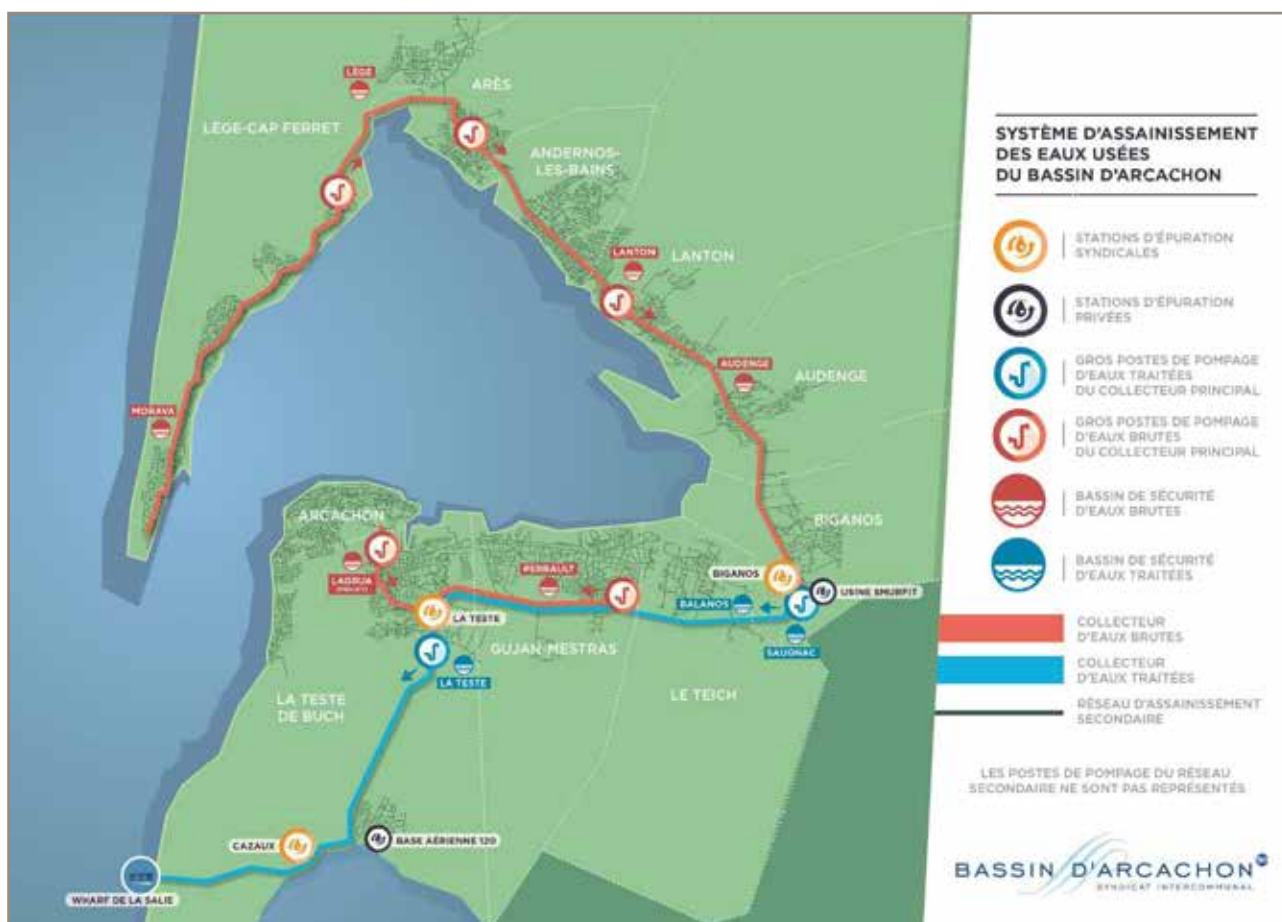 LÈGE
ARÈS
LÈGE-CAP FERRET
ANDERNOS-
LES-BAINS
LANTON
LANTON
AUDENGE
AUDENGE
MORAVA
ARCACHON
BIGANOS
LAGRUA
PERRAULT
BIGANOS
USINE SMURFIT
BALANOS
LA TESTE
SAUGNAC
GUJAN-MESTRAS
LA TESTE
LE TEICH
LA TESTE
DE BUCH
CAZAUX
BASE AÉRIENNE 120
WHARF DE LA SALIE
SYSTÈME D'ASSAINISSEMENT
DES EAUX USÉES
DU BASSIN D'ARCACHON
STATIONS D'ÉPURATION
SYNDICALES
STATIONS D'ÉPURATION
PRIVÉES
GROS POSTES DE POMPAGE
D'EAUX TRAITÉES
DU COLLECTEUR PRINCIPAL
GROS POSTES DE POMPAGE
D'EAUX BRUTES
DU COLLECTEUR PRINCIPAL
BASSIN DE SÉCURITÉ
D'EAUX BRUTES
BASSIN DE SÉCURITÉ
D'EAUX TRAITÉES
COLLECTEUR
D'EAUX BRUTES
COLLECTEUR
D'EAUX TRAITÉES
RÉSEAU D'ASSAINISSEMENT
SECONDAIRE
LES POSTES DE POMPAGE DU RÉSEAU
SECONDAIRE NE SONT PAS REPRÉSENTÉS
BASSIN D'ARCACHON
SYNDICAT INTERCOMMUNAL